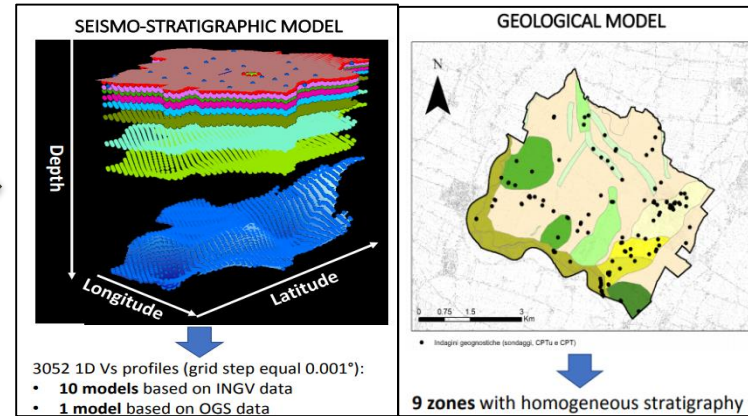 SEISMO-STRATIGRAPHIC MODEL
Depth
Longitude
Latitude
3052 1D Vs profiles (grid step equal 0.001°):
• 10 models based on INGV data
• 1 model based on OGS data
GEOLOGICAL MODEL
N
0 0.75 1.5 3
Km
• Indagini geognostiche (sondaggi, CPTu e CPT)
9 zones with homogeneous stratigraphy